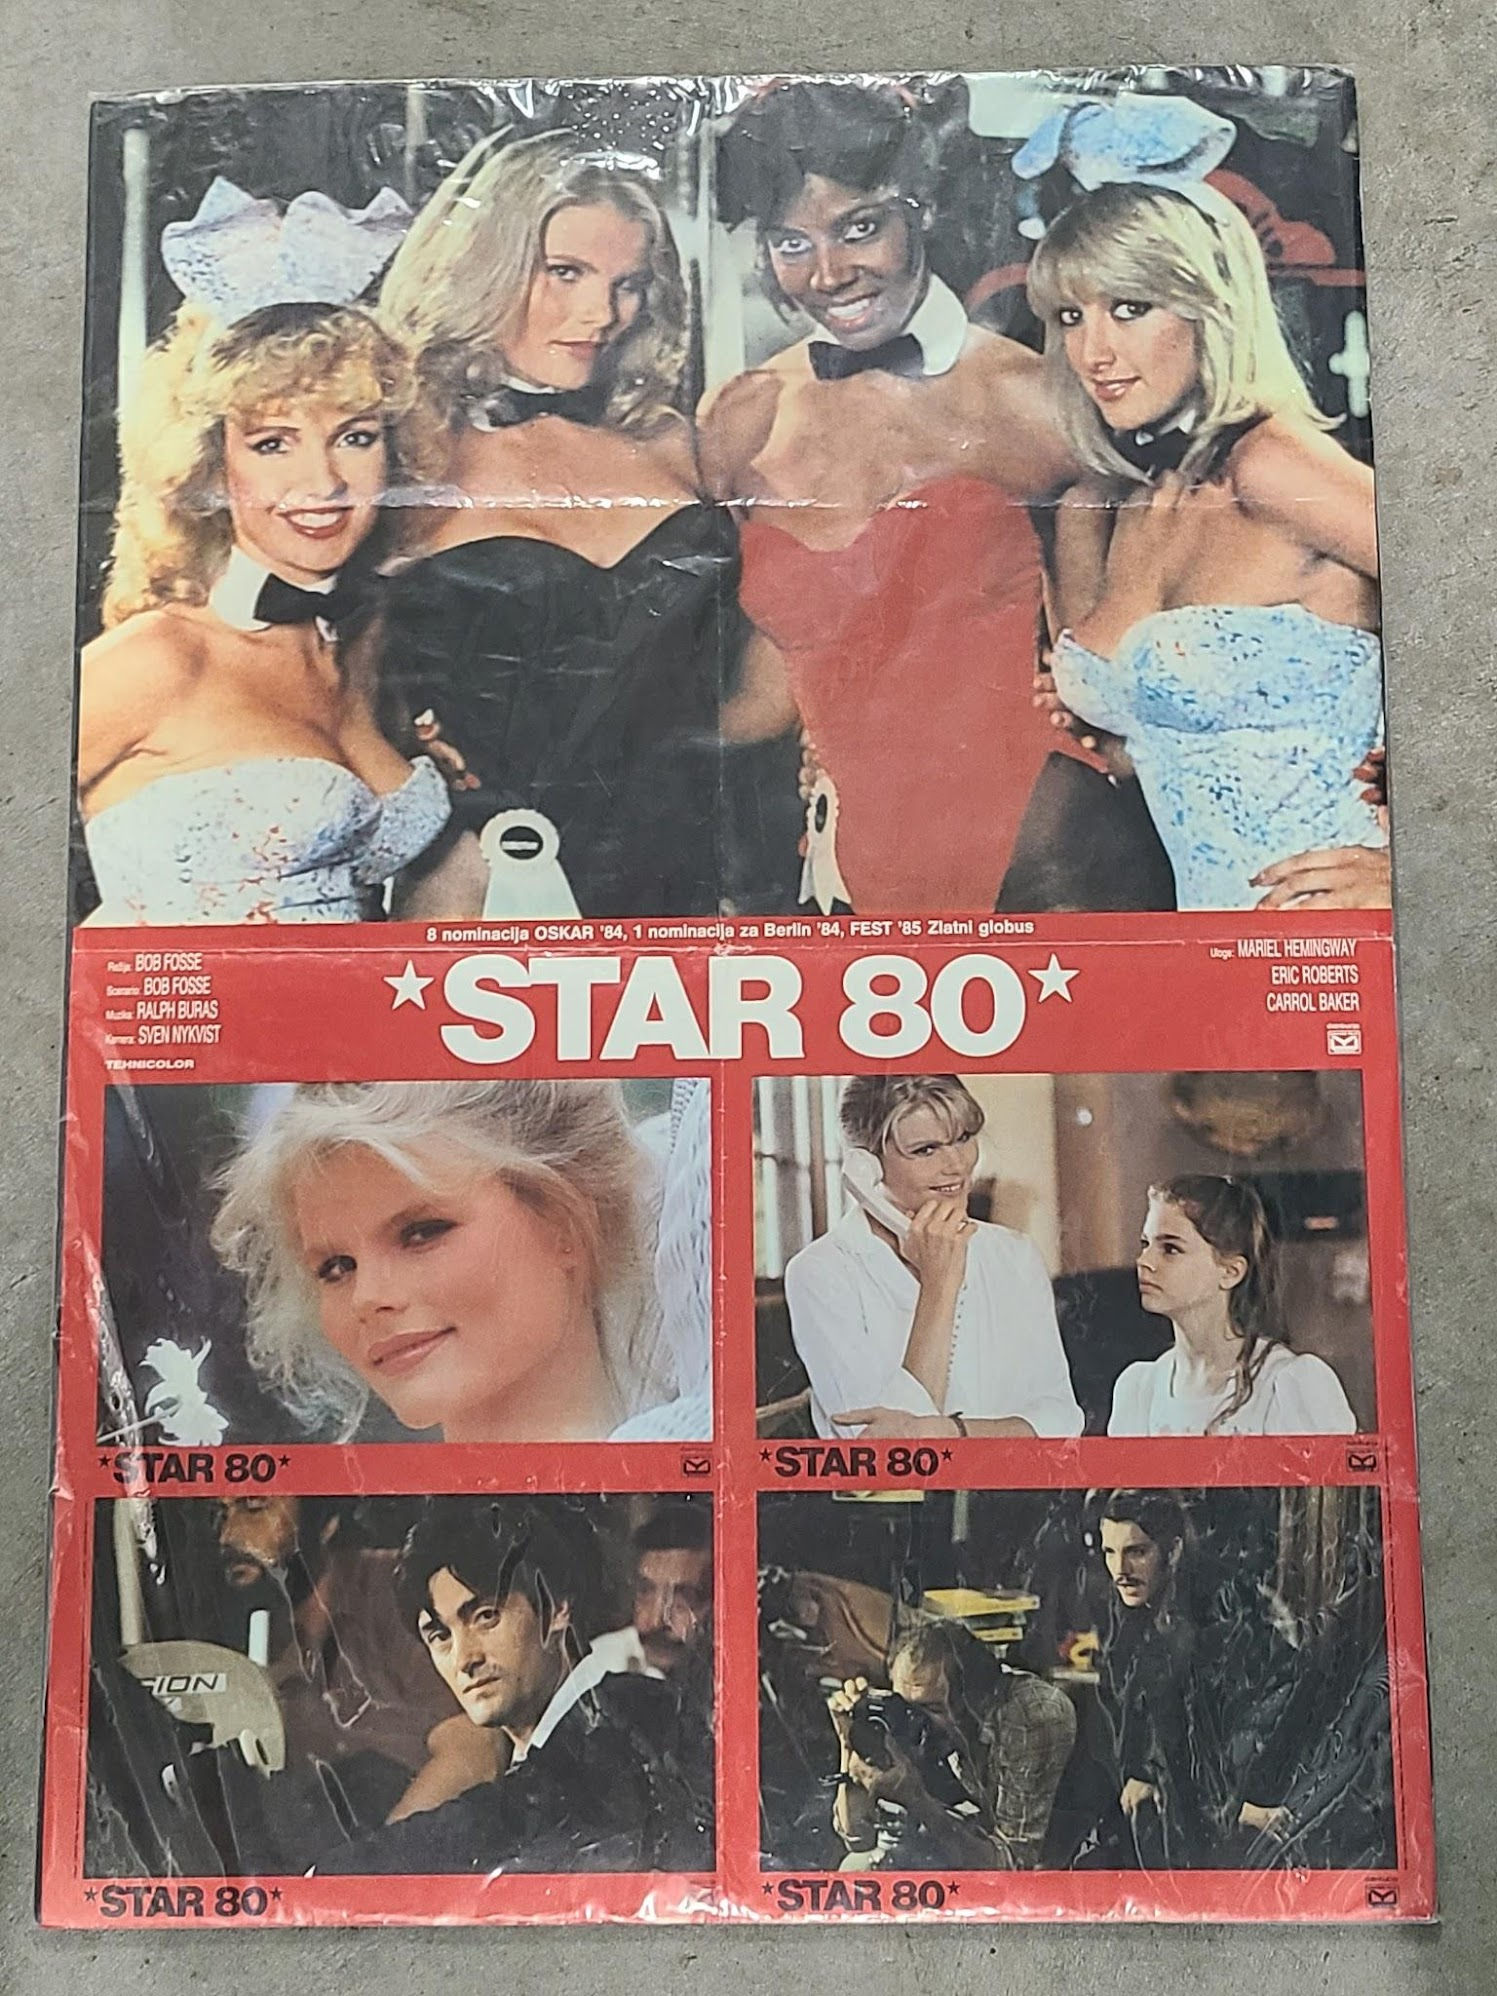 8 nominacija OSKAR '84, 1 nominacija za Berlin '84, FEST '85 Zlatni globus
Režija: BOB FOSSE
Scenario: BOB FOSSE
Muzika: RALPH BURAS
Kamera: SVEN NYKVIST
TEHNICOLOR
★STAR 80★
Uloge: MARIEL HEMINGWAY
ERIC ROBERTS
CARROL BAKER
★STAR 80★
★STAR 80★
ION
★STAR 80★
★STAR 80★